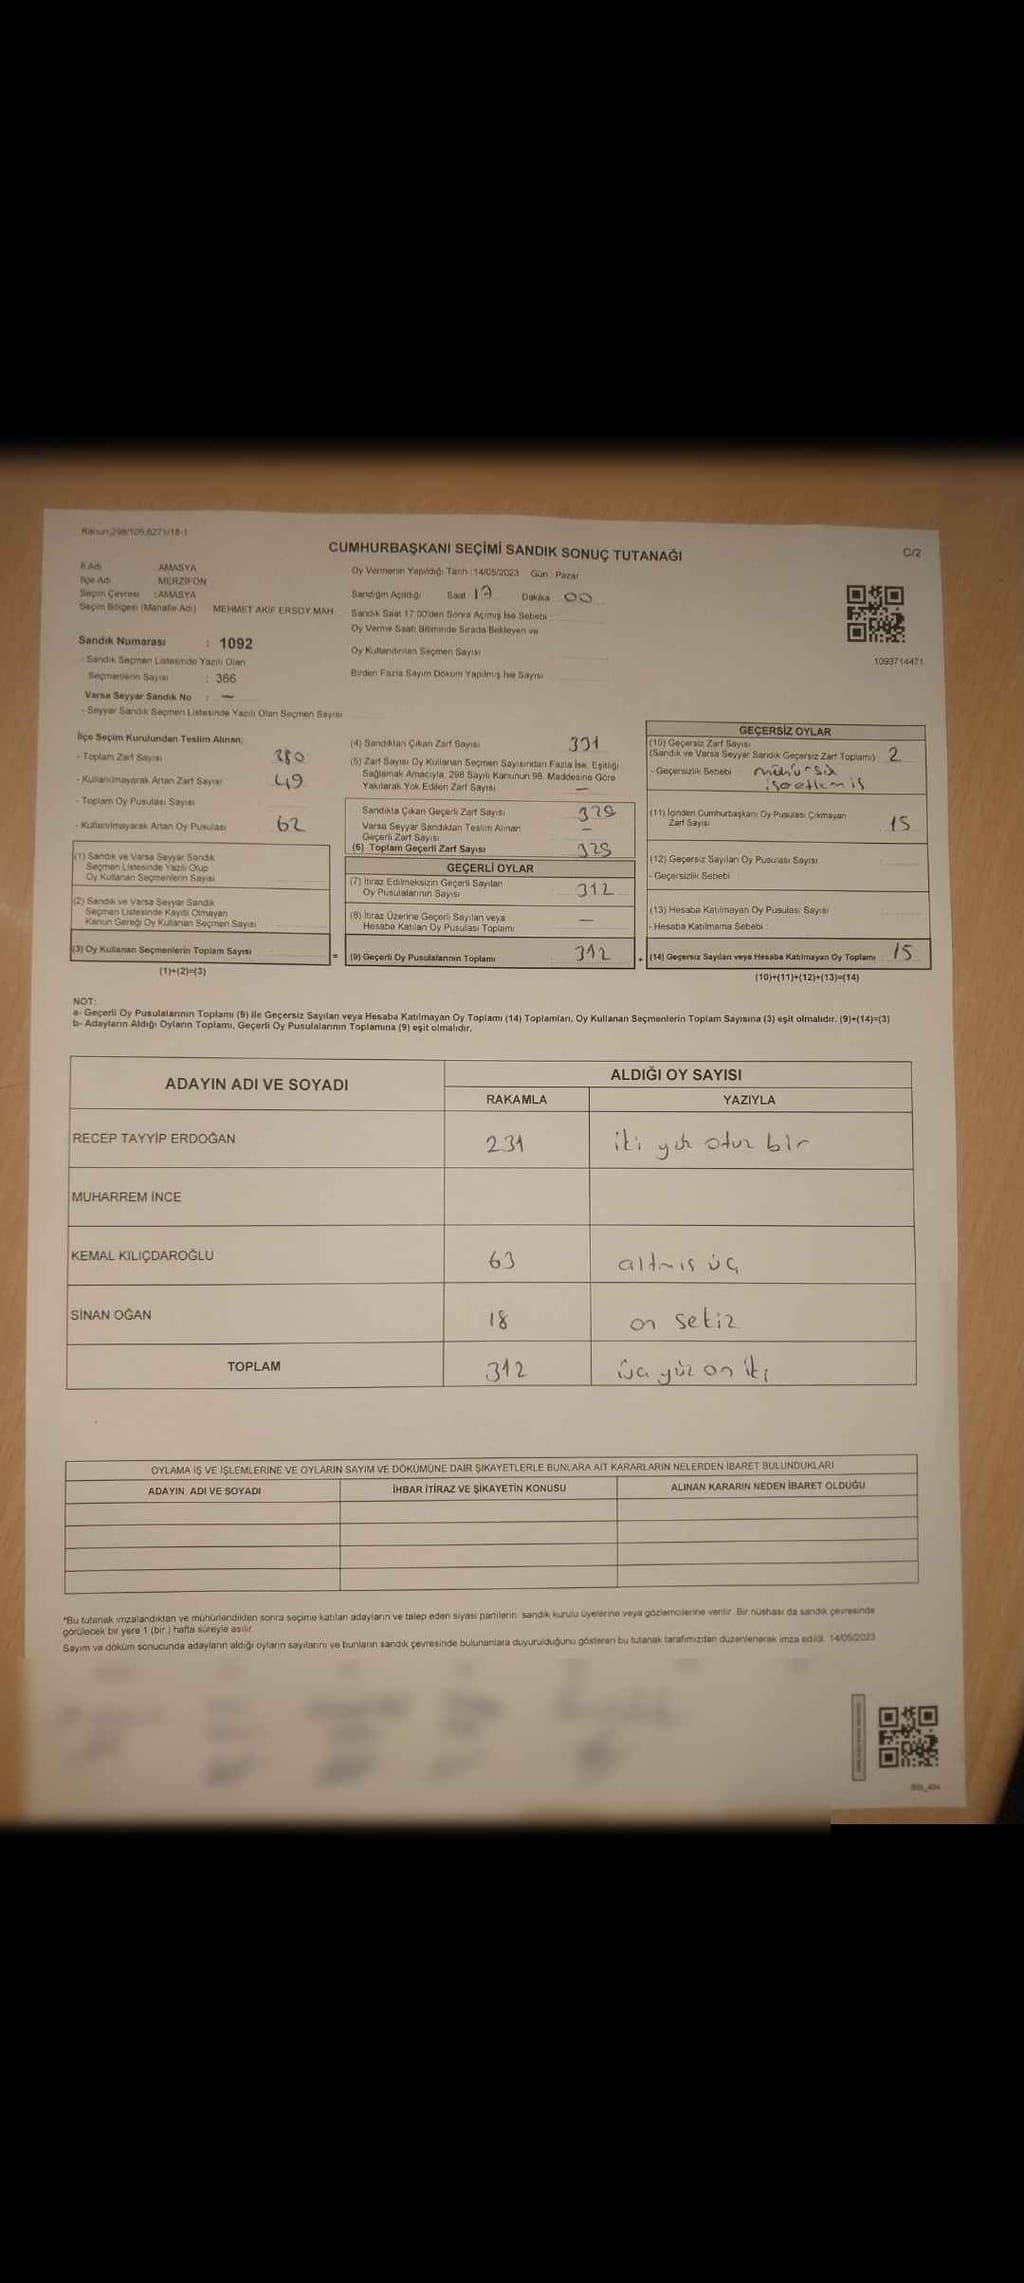 Kanun:298/105,6271/18-1
CUMHURBAŞKANI SEÇİMİ SANDIK SONUÇ TUTANAĞI
C/2
İl Adı : AMASYA
İlçe Adı : MERZİFON
Seçim Çevresi : AMASYA
Seçim Bölgesi (Mahalle Adı) MEHMET AKİF ERSOY MAH.
Sandık Numarası : 1092
- Sandık Seçmen Listesinde Yazılı Olan
Seçmenlerin Sayısı : 366
Varsa Seyyar Sandık No : —
- Seyyar Sandık Seçmen Listesinde Yazılı Olan Seçmen Sayısı
Oy Vermenin Yapıldığı Tarih : 14/05/2023 Gün : Pazar
Sandığın Açıldığı Saat 17 Dakika : 00
Sandık Saat 17:00'den Sonra Açılmış İse Sebebi :
Oy Verme Saati Bitiminde Sırada Bekleyen ve
Oy Kullandırılan Seçmen Sayısı
Birden Fazla Sayım Döküm Yapılmış İse Sayısı
1093714471
İlçe Seçim Kurulundan Teslim Alınan;
- Toplam Zarf Sayısı 380
- Kullanılmayarak Artan Zarf Sayısı 49
- Toplam Oy Pusulası Sayısı
- Kullanılmayarak Artan Oy Pusulası 62
(1) Sandık ve Varsa Seyyar Sandık
Seçmen Listesinde Yazılı Olup
Oy Kullanan Seçmenlerin Sayısı
(2) Sandık ve Varsa Seyyar Sandık
Seçmen Listesinde Kayıtlı Olmayan
Kanun Gereği Oy Kullanan Seçmen Sayısı
(3) Oy Kullanan Seçmenlerin Toplam Sayısı
(1)+(2)=(3)
(4) Sandıktan Çıkan Zarf Sayısı 331
(5) Zarf Sayısı Oy Kullanan Seçmen Sayısından Fazla İse, Eşitliği
Sağlamak Amacıyla, 298 Sayılı Kanunun 98. Maddesine Göre
Yakılarak Yok Edilen Zarf Sayısı —
Sandıkta Çıkan Geçerli Zarf Sayısı 329
Varsa Seyyar Sandıktan Teslim Alınan
Geçerli Zarf Sayısı —
(6) Toplam Geçerli Zarf Sayısı 329
GEÇERLİ OYLAR
(7) İtiraz Edilmeksizin Geçerli Sayılan
Oy Pusulalarının Sayısı 312
(8) İtiraz Üzerine Geçerli Sayılan veya
Hesaba Katılan Oy Pusulası Toplamı —
= (9) Geçerli Oy Pusulalarının Toplamı 312
GEÇERSİZ OYLAR
(10) Geçersiz Zarf Sayısı
(Sandık ve Varsa Seyyar Sandık Geçersiz Zarf Toplamı) : 2
- Geçersizlik Sebebi : mühürsüz
işaretlemiş
(11) İçinden Cumhurbaşkanı Oy Pusulası Çıkmayan
Zarf Sayısı 15
(12) Geçersiz Sayılan Oy Pusulası Sayısı
- Geçersizlik Sebebi :
(13) Hesaba Katılmayan Oy Pusulası Sayısı
- Hesaba Katılmama Sebebi :
+ (14) Geçersiz Sayılan veya Hesaba Katılmayan Oy Toplamı 15
(10)+(11)+(12)+(13)=(14)
NOT:
a- Geçerli Oy Pusulalarının Toplamı (9) ile Geçersiz Sayılan veya Hesaba Katılmayan Oy Toplamı (14) Toplamları, Oy Kullanan Seçmenlerin Toplam Sayısına (3) eşit olmalıdır. (9)+(14)=(3)
b- Adayların Aldığı Oyların Toplamı, Geçerli Oy Pusulalarının Toplamına (9) eşit olmalıdır.
ADAYIN ADI VE SOYADI
ALDIĞI OY SAYISI
RAKAMLA YAZIYLA
RECEP TAYYİP ERDOĞAN 231 iki yüz otuz bir
MUHARREM İNCE
KEMAL KILIÇDAROĞLU 63 altmış üç
SİNAN OĞAN 18 on sekiz
TOPLAM 312 üç yüz on iki
OYLAMA İŞ VE İŞLEMLERİNE VE OYLARIN SAYIM VE DÖKÜMÜNE DAİR ŞİKAYETLERLE BUNLARA AİT KARARLARIN NELERDEN İBARET BULUNDUKLARI
ADAYIN ADI VE SOYADI İHBAR İTİRAZ VE ŞİKAYETİN KONUSU ALINAN KARARIN NEDEN İBARET OLDUĞU
*Bu tutanak imzalandıktan ve mühürlendikten sonra seçime katılan adayların ve talep eden siyasi partilerin sandık kurulu üyelerine veya gözlemcilerine verilir. Bir nüshası da sandık çevresinde
görülecek bir yere 1 (bir) hafta süreyle asılır.
Sayım ve döküm sonucunda adayların aldığı oyların sayılarını ve bunların sandık çevresinde bulunanlara duyurulduğunu gösteren bu tutanak tarafımızdan düzenlenerek imza edildi. 14/05/2023